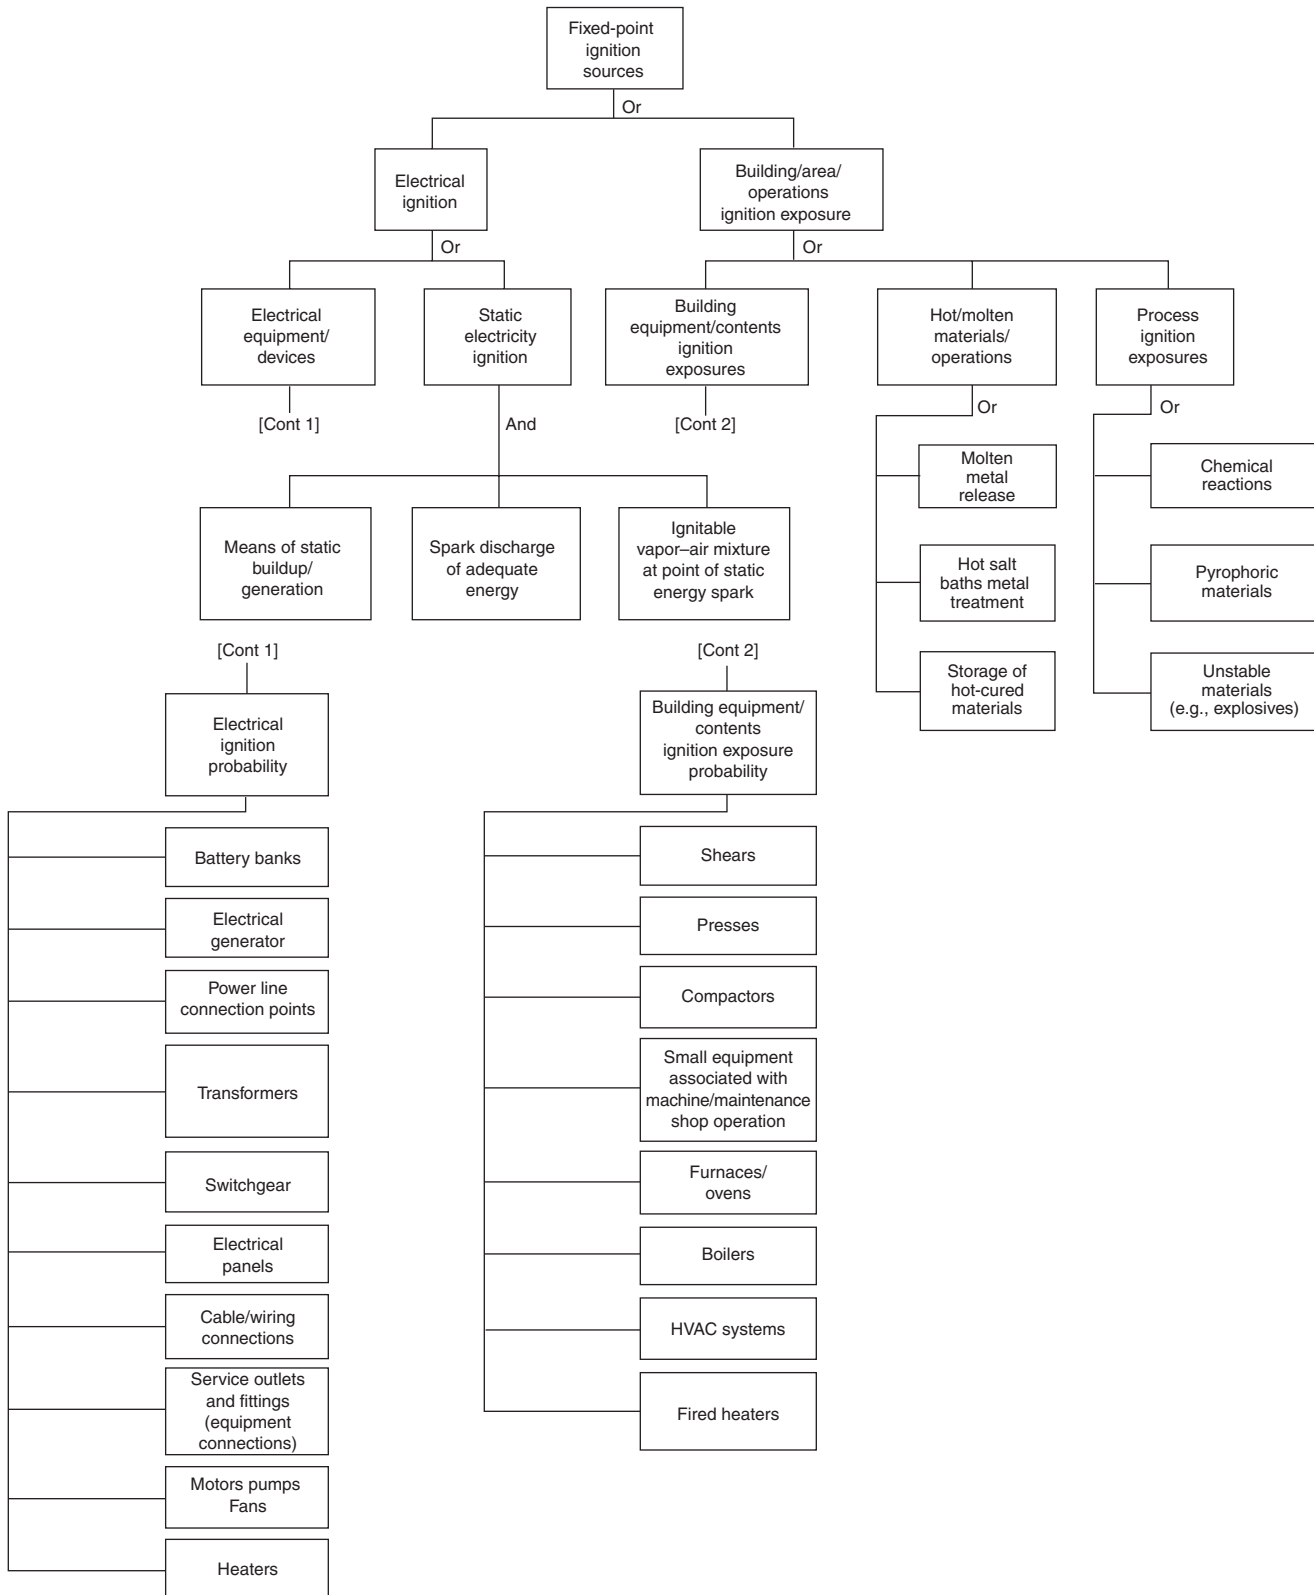 Fixed-point
ignition
sources
Or
Electrical
ignition
Building/area/
operations
ignition exposure
Or
Or
Electrical
equipment/
devices
Static
electricity
ignition
Building
equipment/contents
ignition
exposures
Hot/molten
materials/
operations
Process
ignition
exposures
[Cont 1]
And
[Cont 2]
Or
Or
Molten
metal
release
Chemical
reactions
Means of static
buildup/
generation
Spark discharge
of adequate
energy
Ignitable
vapor–air mixture
at point of static
energy spark
Hot salt
baths metal
treatment
Pyrophoric
materials
Storage of
hot-cured
materials
Unstable
materials
(e.g., explosives)
[Cont 1]
Electrical
ignition
probability
Battery banks
Electrical
generator
Power line
connection points
Transformers
Switchgear
Electrical
panels
Cable/wiring
connections
Service outlets
and fittings
(equipment
connections)
Motors pumps
Fans
Heaters
[Cont 2]
Building equipment/
contents
ignition exposure
probability
Shears
Presses
Compactors
Small equipment
associated with
machine/maintenance
shop operation
Furnaces/
ovens
Boilers
HVAC systems
Fired heaters